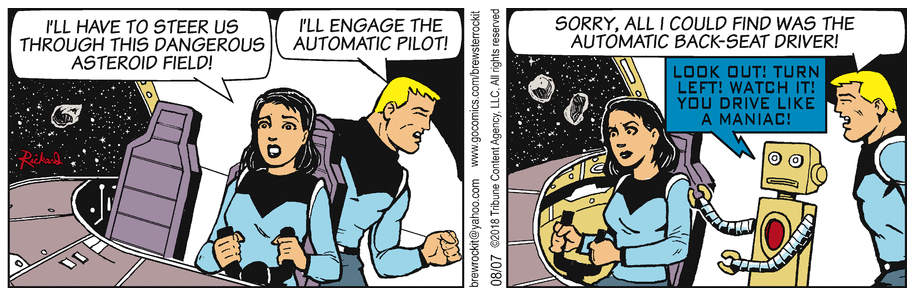 I'LL HAVE TO STEER US
THROUGH THIS DANGEROUS
ASTEROID FIELD!
I'LL ENGAGE THE
AUTOMATIC PILOT!
Richard
brewrockit@yahoo.com www.gocomics.com/brewsterrockit
08/07 ©2018 Tribune Content Agency, LLC. All rights reserved
SORRY, ALL I COULD FIND WAS THE
AUTOMATIC BACK-SEAT DRIVER!
LOOK OUT! TURN
LEFT! WATCH IT!
YOU DRIVE LIKE
A MANIAC!